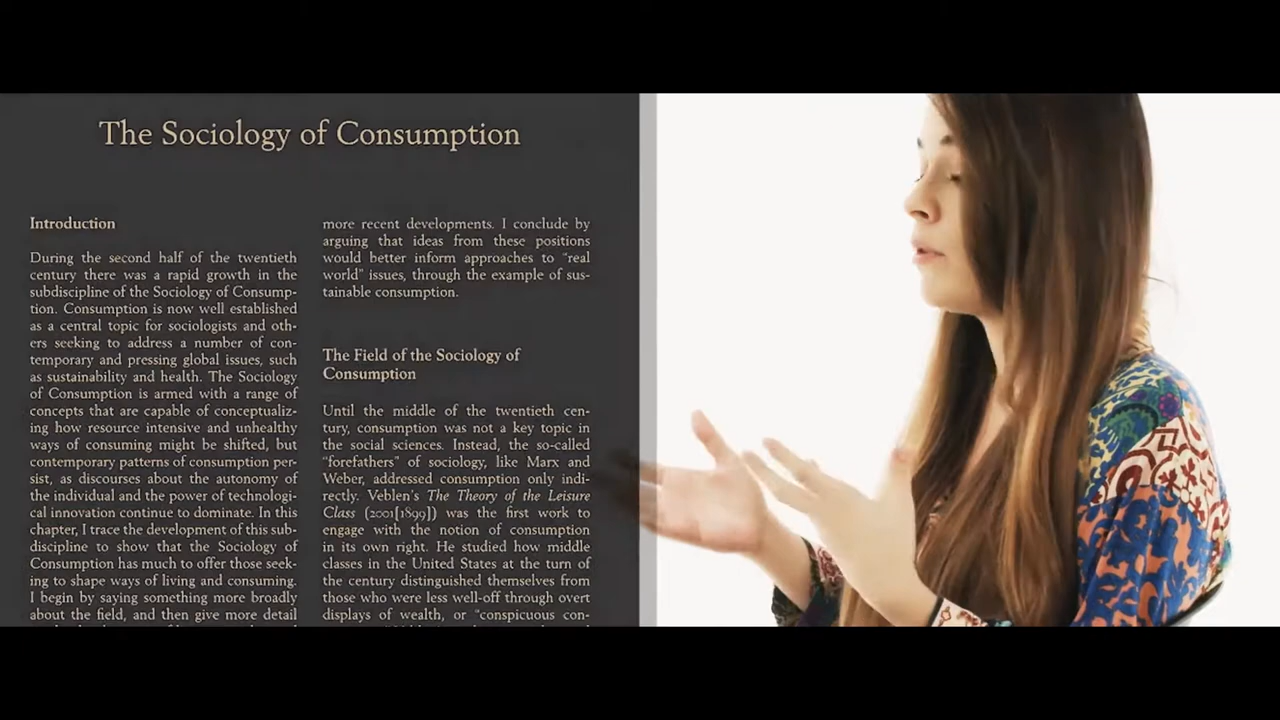 The Sociology of Consumption
Introduction
During the second half of the twentieth
century there was a rapid growth in the
subdiscipline of the Sociology of Consump-
tion. Consumption is now well established
as a central topic for sociologists and oth-
ers seeking to address a number of con-
temporary and pressing global issues, such
as sustainability and health. The Sociology
of Consumption is armed with a range of
concepts that are capable of conceptualiz-
ing how resource intensive and unhealthy
ways of consuming might be shifted, but
contemporary patterns of consumption per-
sist, as discourses about the autonomy of
the individual and the power of technologi-
cal innovation continue to dominate. In this
chapter, I trace the development of this sub-
discipline to show that the Sociology of
Consumption has much to offer those seek-
ing to shape ways of living and consuming.
I begin by saying something more broadly
about the field, and then give more detail
more recent developments. I conclude by
arguing that ideas from these positions
would better inform approaches to “real
world” issues, through the example of sus-
tainable consumption.
The Field of the Sociology of
Consumption
Until the middle of the twentieth cen-
tury, consumption was not a key topic in
the social sciences. Instead, the so-called
“forefathers” of sociology, like Marx and
Weber, addressed consumption only indi-
rectly. Veblen's The Theory of the Leisure
Class (2001[1899]) was the first work to
engage with the notion of consumption
in its own right. He studied how middle
classes in the United States at the turn of
the century distinguished themselves from
those who were less well-off through overt
displays of wealth, or “conspicuous con-